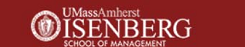 UMassAmherst
ISENBERG
SCHOOL OF MANAGEMENT